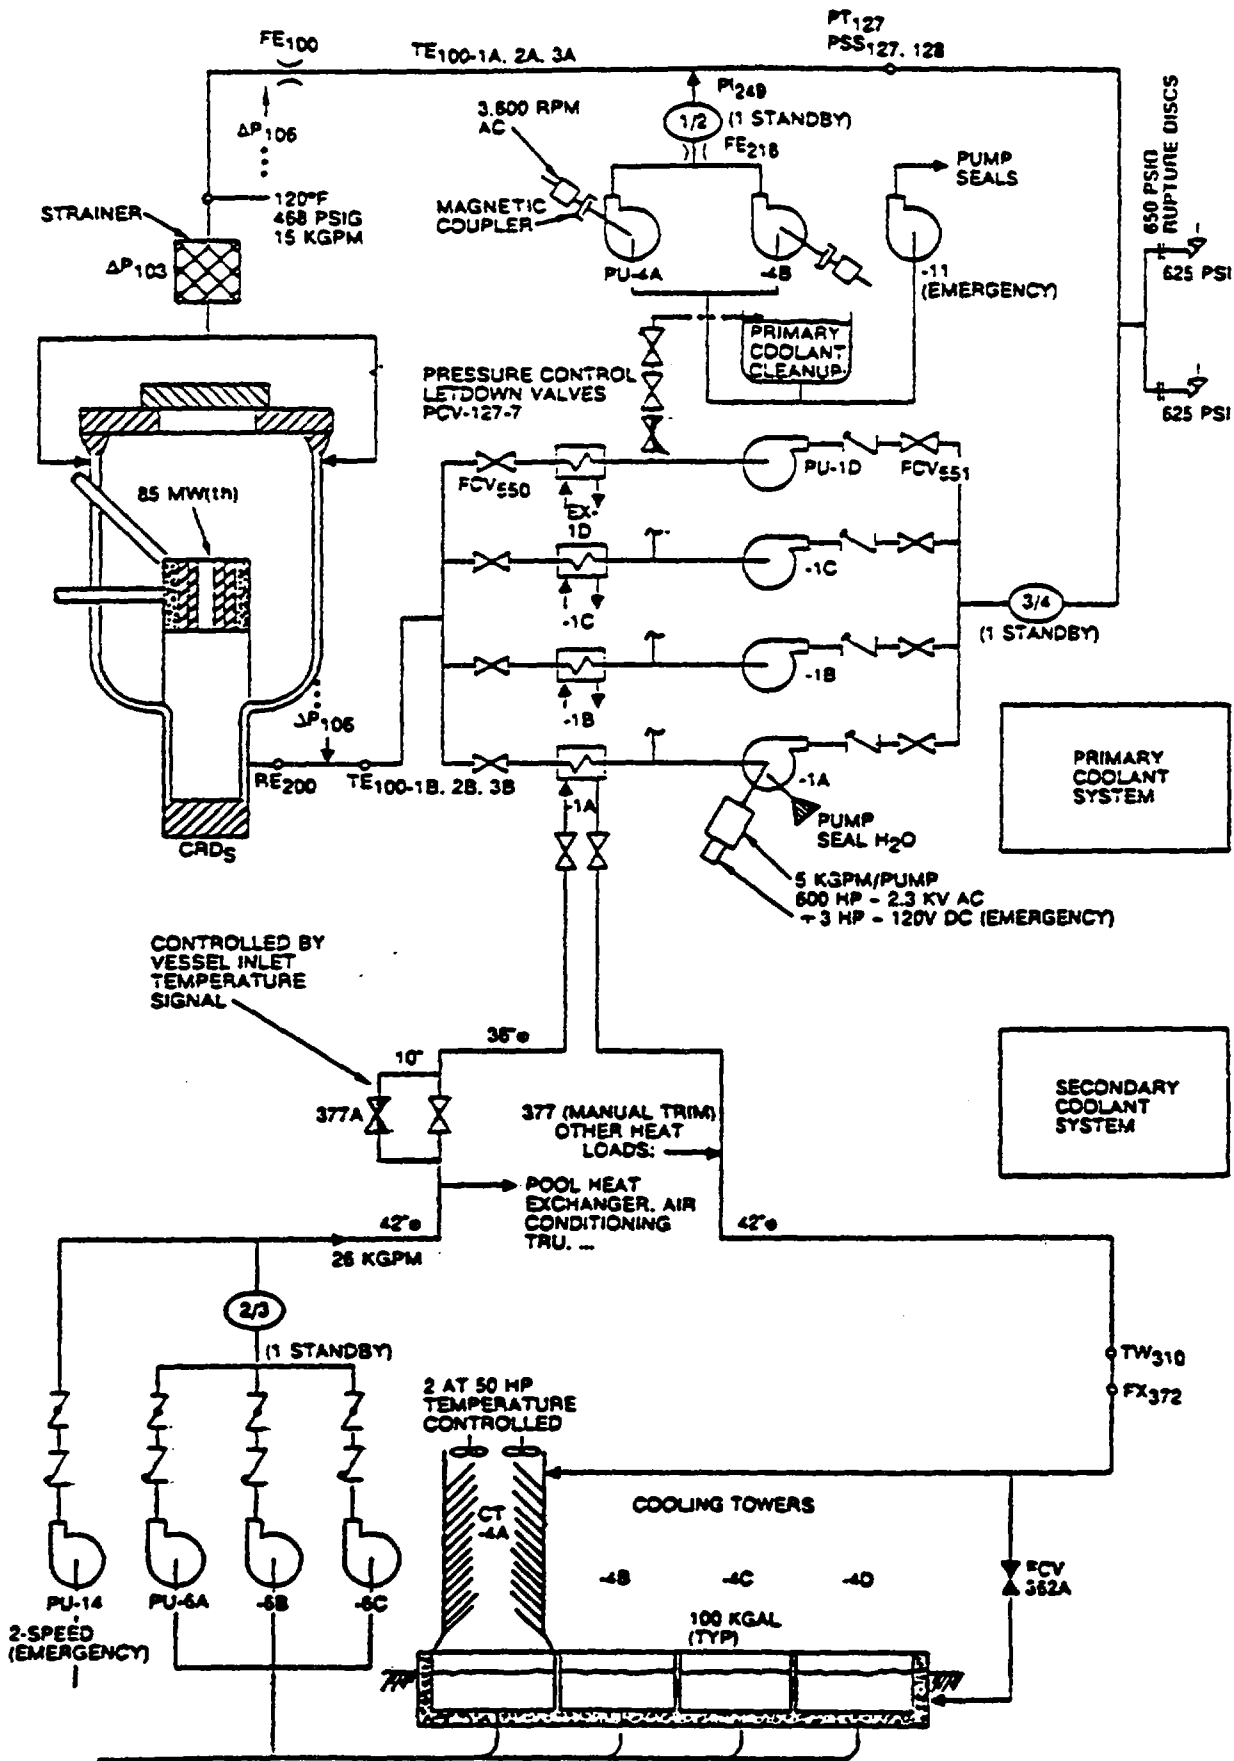 PT127
PSS127, 128
FE100
TE100-1A, 2A, 3A
PI249
3,600 RPM
AC
1/2
(1 STANDBY)
FE218
ΔP106
PUMP
SEALS
650 PSIG
RUPTURE DISCS
120°F
468 PSIG
15 KGPM
STRAINER
MAGNETIC
COUPLER
ΔP103
625 PSI
PU-4A
-4B
-11
(EMERGENCY)
PRIMARY
COOLANT
CLEANUP
PRESSURE CONTROL
LETDOWN VALVES
PCV-127-7
625 PSI
85 MW(th)
FCV550
PU-1D
FCV551
EX-
1D
-1C
-1C
3/4
(1 STANDBY)
-1B
-1B
ΔP106
RE200
TE100-1B, 2B, 3B
-1A
-1A
PRIMARY
COOLANT
SYSTEM
PUMP
SEAL H2O
CRDS
5 KGPM/PUMP
600 HP - 2.3 KV AC
+3 HP - 120V DC (EMERGENCY)
CONTROLLED BY
VESSEL INLET
TEMPERATURE
SIGNAL
36"ø
10"
377A
377 (MANUAL TRIM)
OTHER HEAT
LOADS:
SECONDARY
COOLANT
SYSTEM
POOL HEAT
EXCHANGER, AIR
CONDITIONING
TRU, ...
42"ø
42"ø
26 KGPM
2/3
(1 STANDBY)
TW310
FX372
2 AT 50 HP
TEMPERATURE
CONTROLLED
COOLING TOWERS
CT
-4A
-4B
-4C
-4D
FCV
362A
PU-14
PU-6A
-6B
-6C
2-SPEED
(EMERGENCY)
100 KGAL
(TYP)